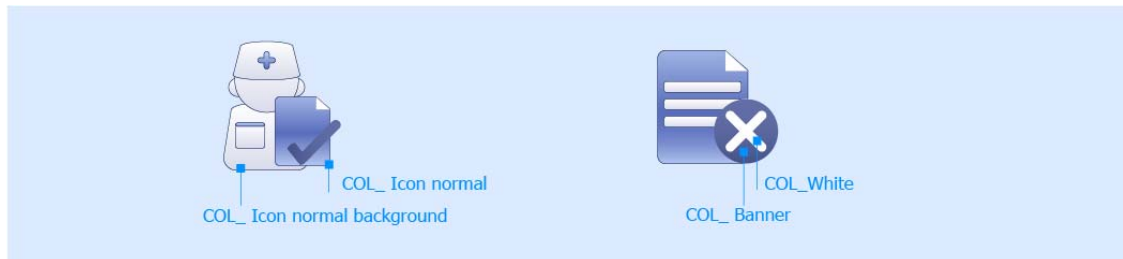 COL_ Icon normal
COL_ Icon normal background
COL_White
COL_ Banner